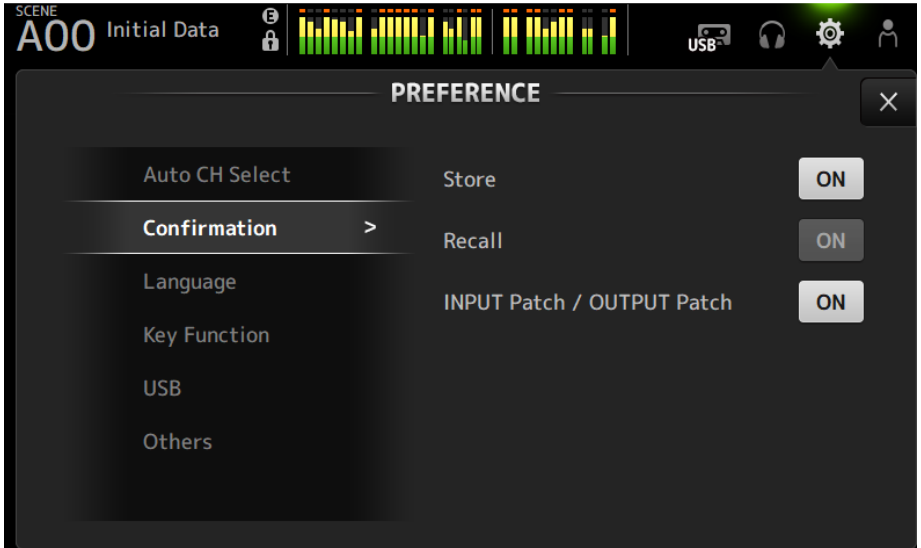 SCENE
A00 Initial Data E
USB
PREFERENCE
Auto CH Select
Confirmation >
Language
Key Function
USB
Others
Store ON
Recall ON
INPUT Patch / OUTPUT Patch ON